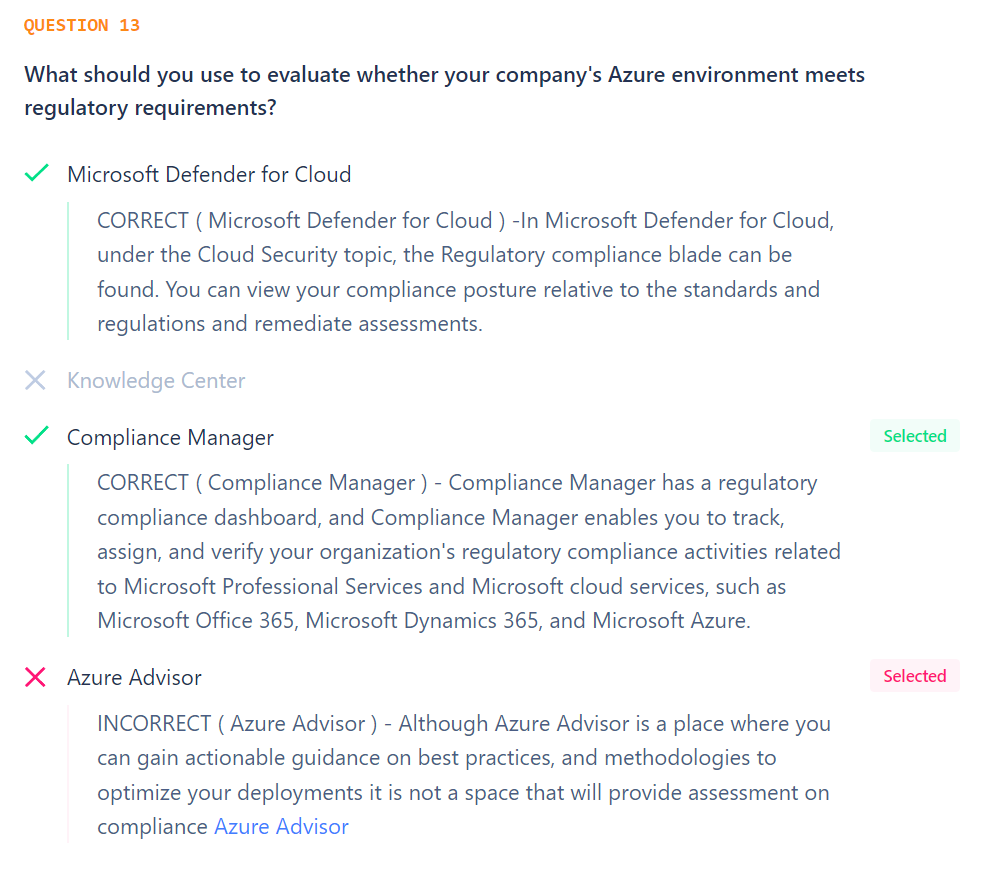 QUESTION 13
What should you use to evaluate whether your company's Azure environment meets
regulatory requirements?
Microsoft Defender for Cloud
CORRECT ( Microsoft Defender for Cloud ) -In Microsoft Defender for Cloud,
under the Cloud Security topic, the Regulatory compliance blade can be
found. You can view your compliance posture relative to the standards and
regulations and remediate assessments.
Knowledge Center
Compliance Manager
Selected
CORRECT ( Compliance Manager ) - Compliance Manager has a regulatory
compliance dashboard, and Compliance Manager enables you to track,
assign, and verify your organization's regulatory compliance activities related
to Microsoft Professional Services and Microsoft cloud services, such as
Microsoft Office 365, Microsoft Dynamics 365, and Microsoft Azure.
Azure Advisor
Selected
INCORRECT ( Azure Advisor ) - Although Azure Advisor is a place where you
can gain actionable guidance on best practices, and methodologies to
optimize your deployments it is not a space that will provide assessment on
compliance Azure Advisor